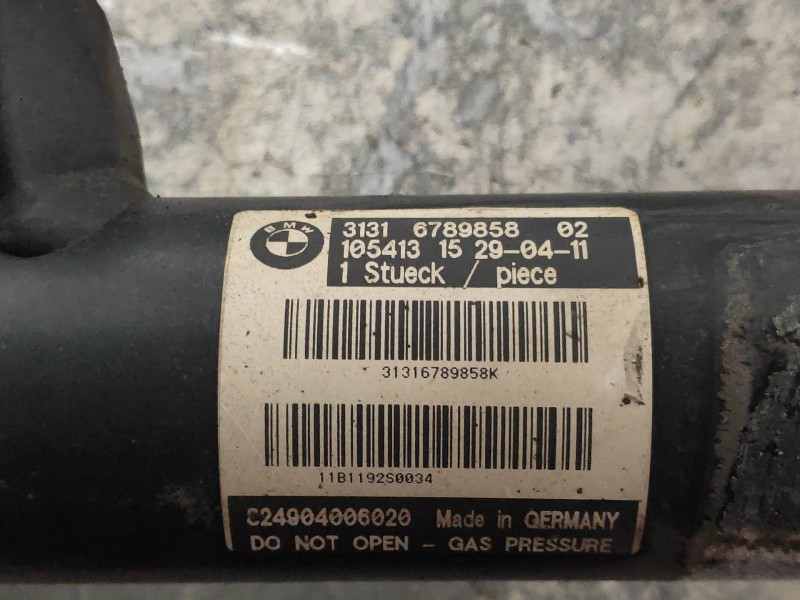 BMW
3131 6789858 02
105413 15 29-04-11
1 Stueck / piece
31316789858K
11B1192S0034
C24904006020 Made in GERMANY
DO NOT OPEN - GAS PRESSURE